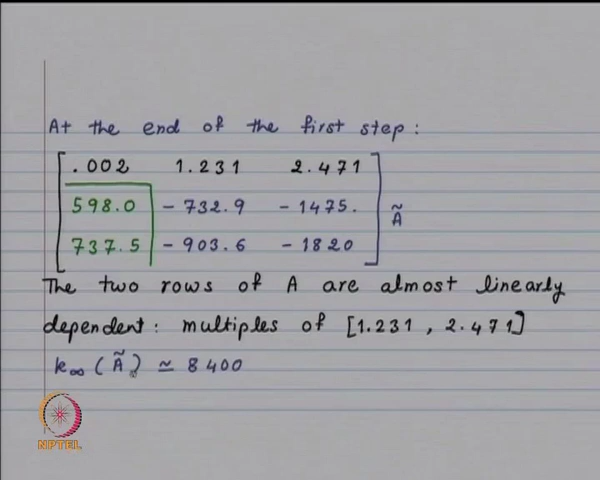 At the end of the first step :
.002 1.231 2.471
598.0 - 732.9 - 1475.
737.5 - 903.6 - 1820
Ã
The two rows of A are almost linearly
dependent : multiples of [1.231 , 2.471]
k∞ (Ã) ≃ 8400
NPTEL